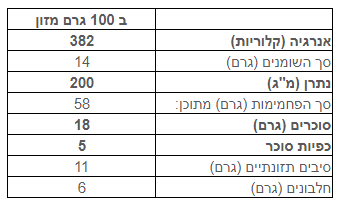 ב 100 גרם מזון
אנרגיה (קלוריות) 382
סך השומנים (גרם) 14
נתרן (מ"ג) 200
סך הפחמימות (גרם) מתוכן: 58
סוכרים (גרם) 18
כפיות סוכר 5
סיבים תזונתיים (גרם) 11
חלבונים (גרם) 6